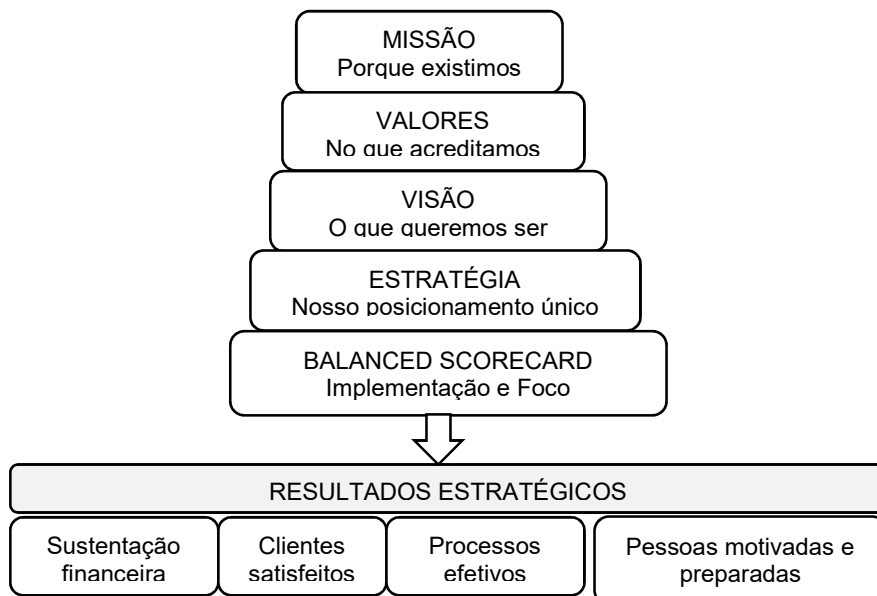 MISSÃO
Porque existimos
VALORES
No que acreditamos
VISÃO
O que queremos ser
ESTRATÉGIA
Nosso posicionamento único
BALANCED SCORECARD
Implementação e Foco
RESULTADOS ESTRATÉGICOS
Sustentação
financeira
Clientes
satisfeitos
Processos
efetivos
Pessoas motivadas e
preparadas